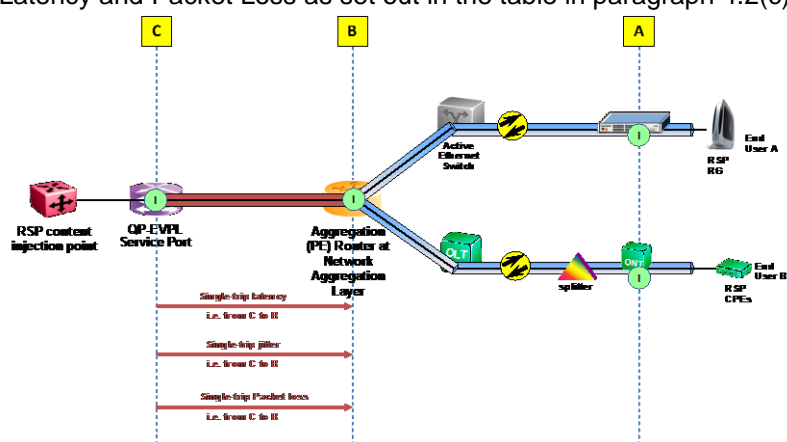 Latency and Packet Loss as set out in the table in paragraph 4.2(c)
C
B
A
Active
Ethernet
Switch
I
End
User A
RSP
RG
RSP content
injection point
I
QP-EVPL
Service Port
I
Aggregation
(PE) Router at
Network
Aggregation
Layer
OLT
splitter
ONT
I
End
User B
RSP
CPEs
Single-trip latency
i.e. from C to B
Single-trip jitter
i.e. from C to B
Single-trip Packet loss
i.e. from C to B